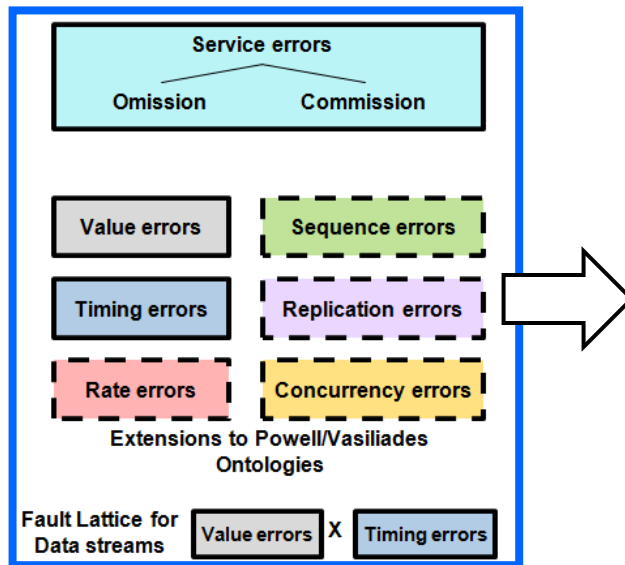 Service errors
Omission Commission
Value errors Sequence errors
Timing errors Replication errors
Rate errors Concurrency errors
Extensions to Powell/Vasiliades
Ontologies
Fault Lattice for
Data streams Value errors X Timing errors